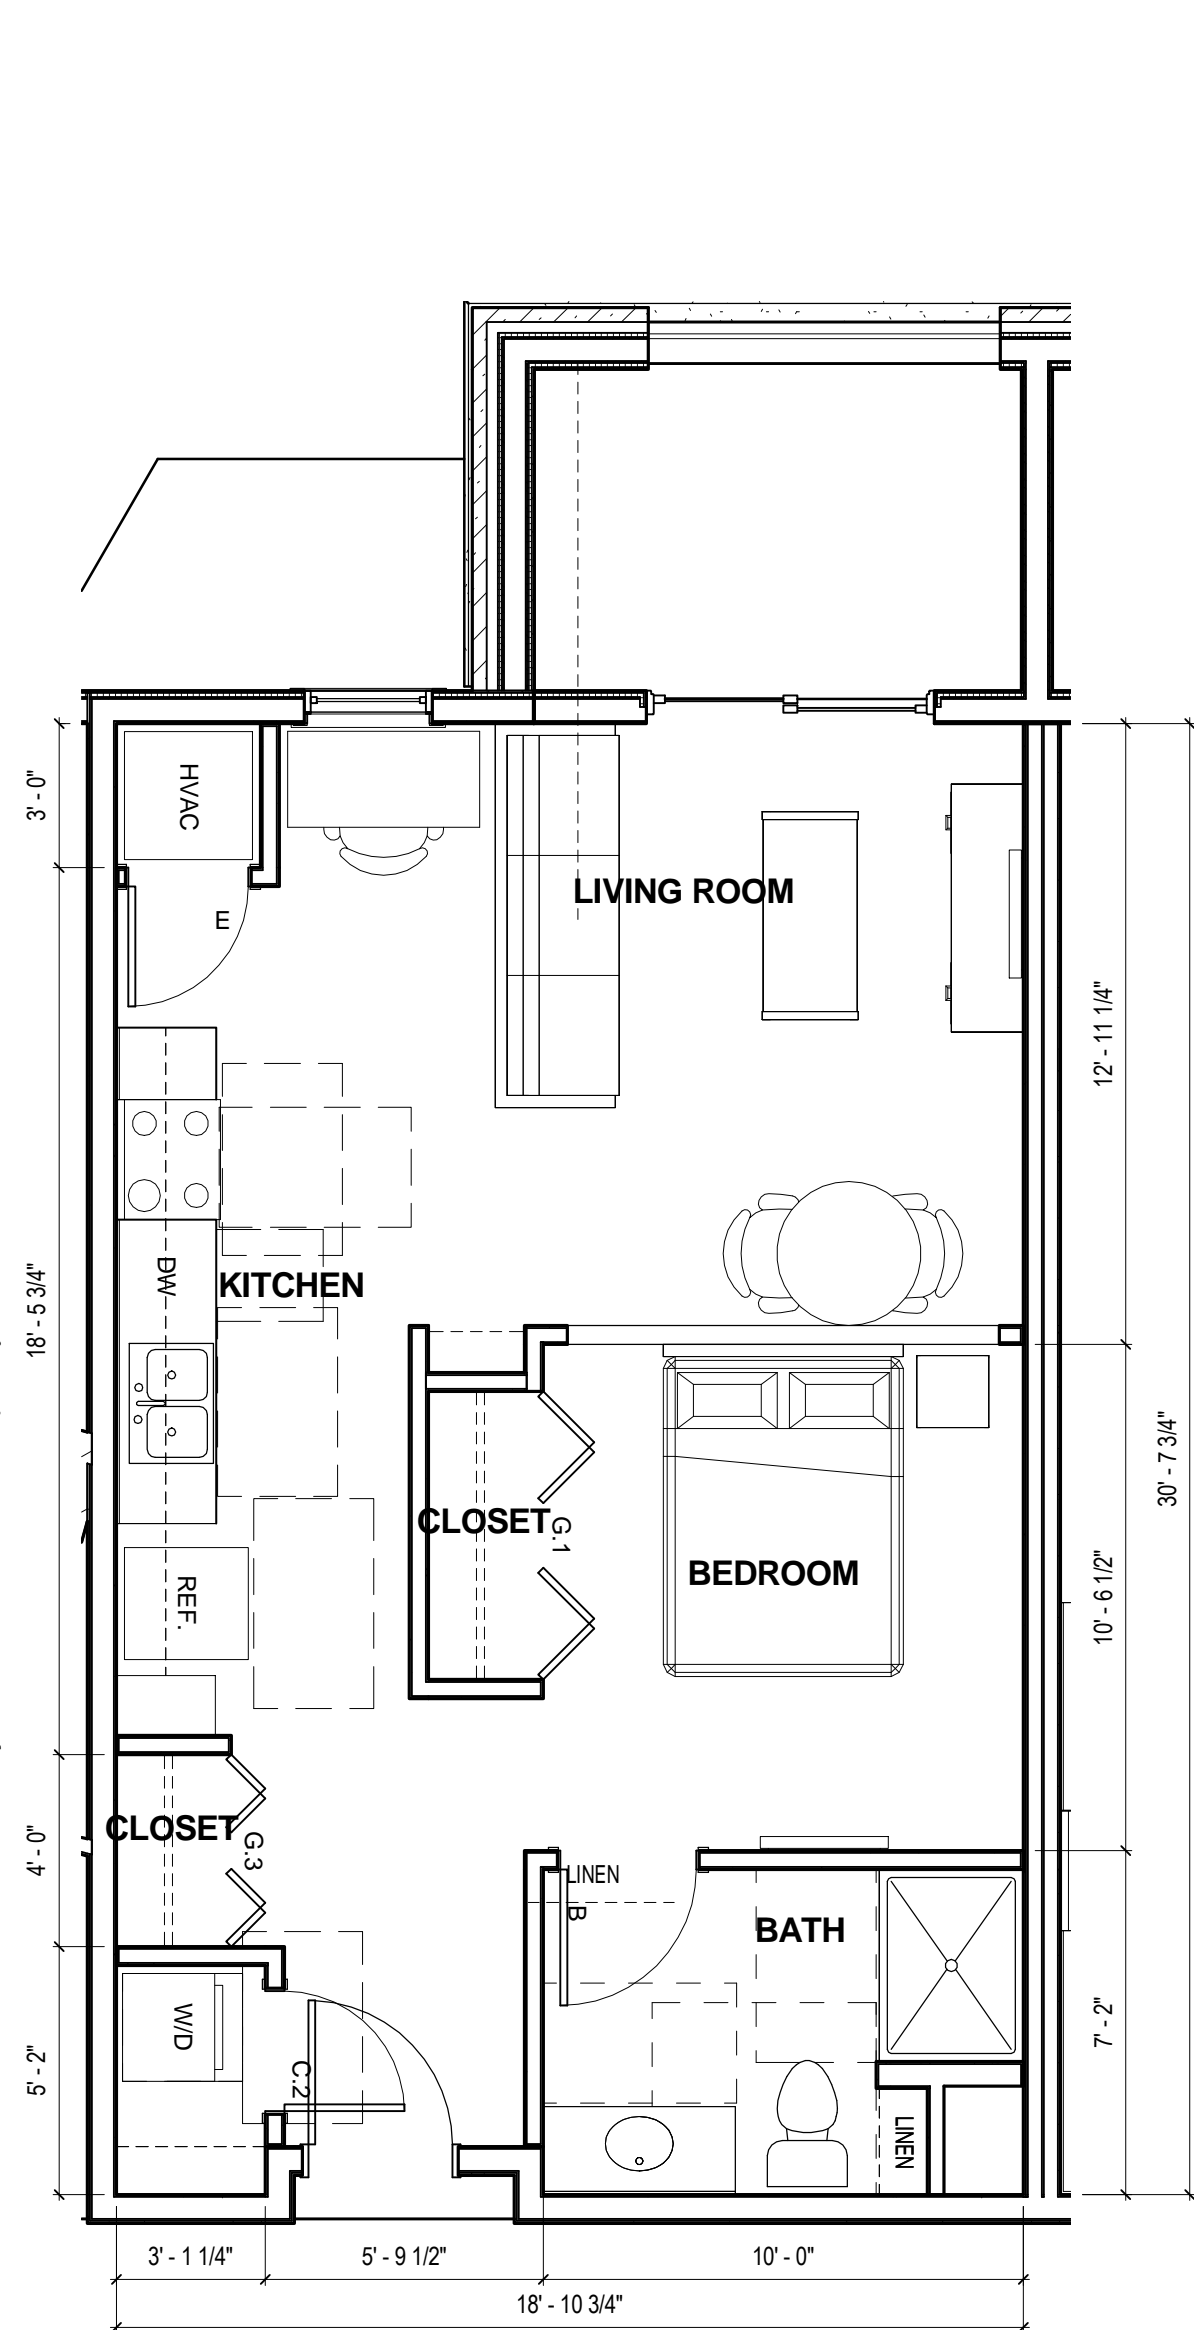 3' - 0"
HVAC
E
LIVING ROOM
12' - 11 1/4"
18' - 5 3/4"
DW
KITCHEN
30' - 7 3/4"
CLOSET
G.1
BEDROOM
10' - 6 1/2"
REF.
CLOSET
G.3
4' - 0"
LINEN
B
BATH
7' - 2"
W/D
C.2
5' - 2"
LINEN
3' - 1 1/4"
5' - 9 1/2"
10' - 0"
18' - 10 3/4"